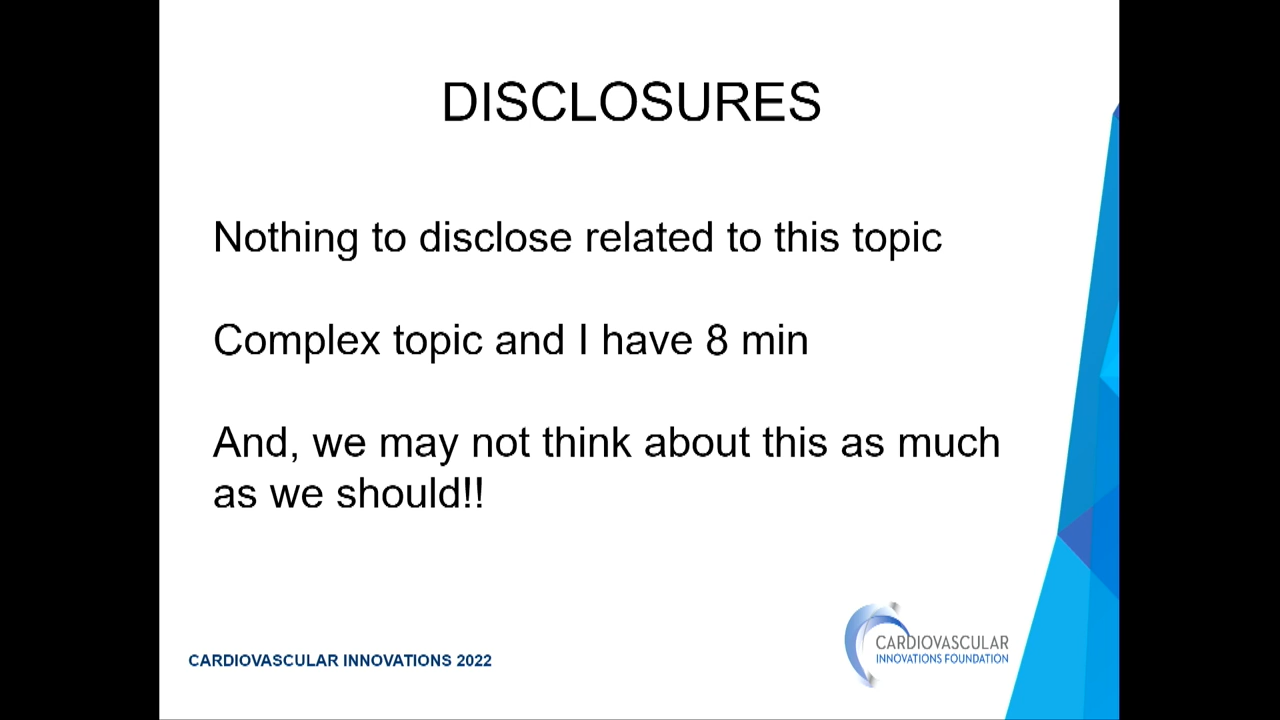 DISCLOSURES
Nothing to disclose related to this topic
Complex topic and I have 8 min
And, we may not think about this as much
as we should!!
CARDIOVASCULAR INNOVATIONS 2022
CARDIOVASCULAR
INNOVATIONS FOUNDATION